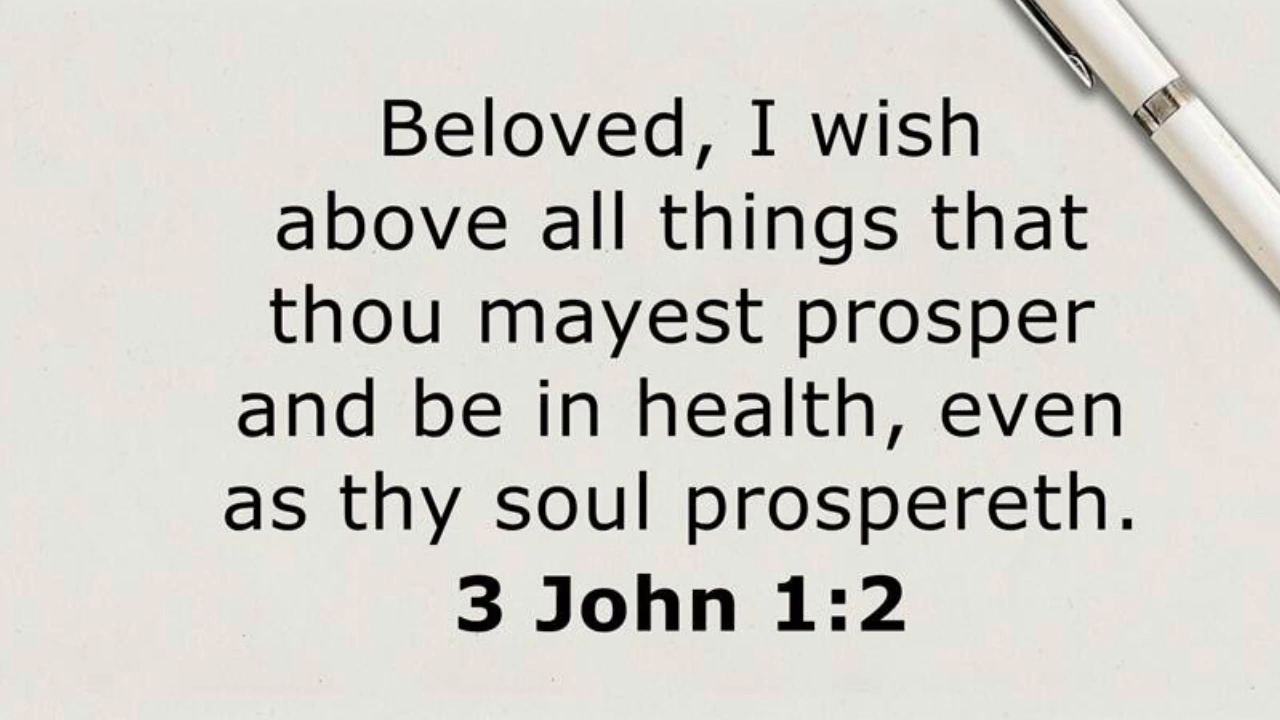 Beloved, I wish
above all things that
thou mayest prosper
and be in health, even
as thy soul prospereth.
3 John 1:2